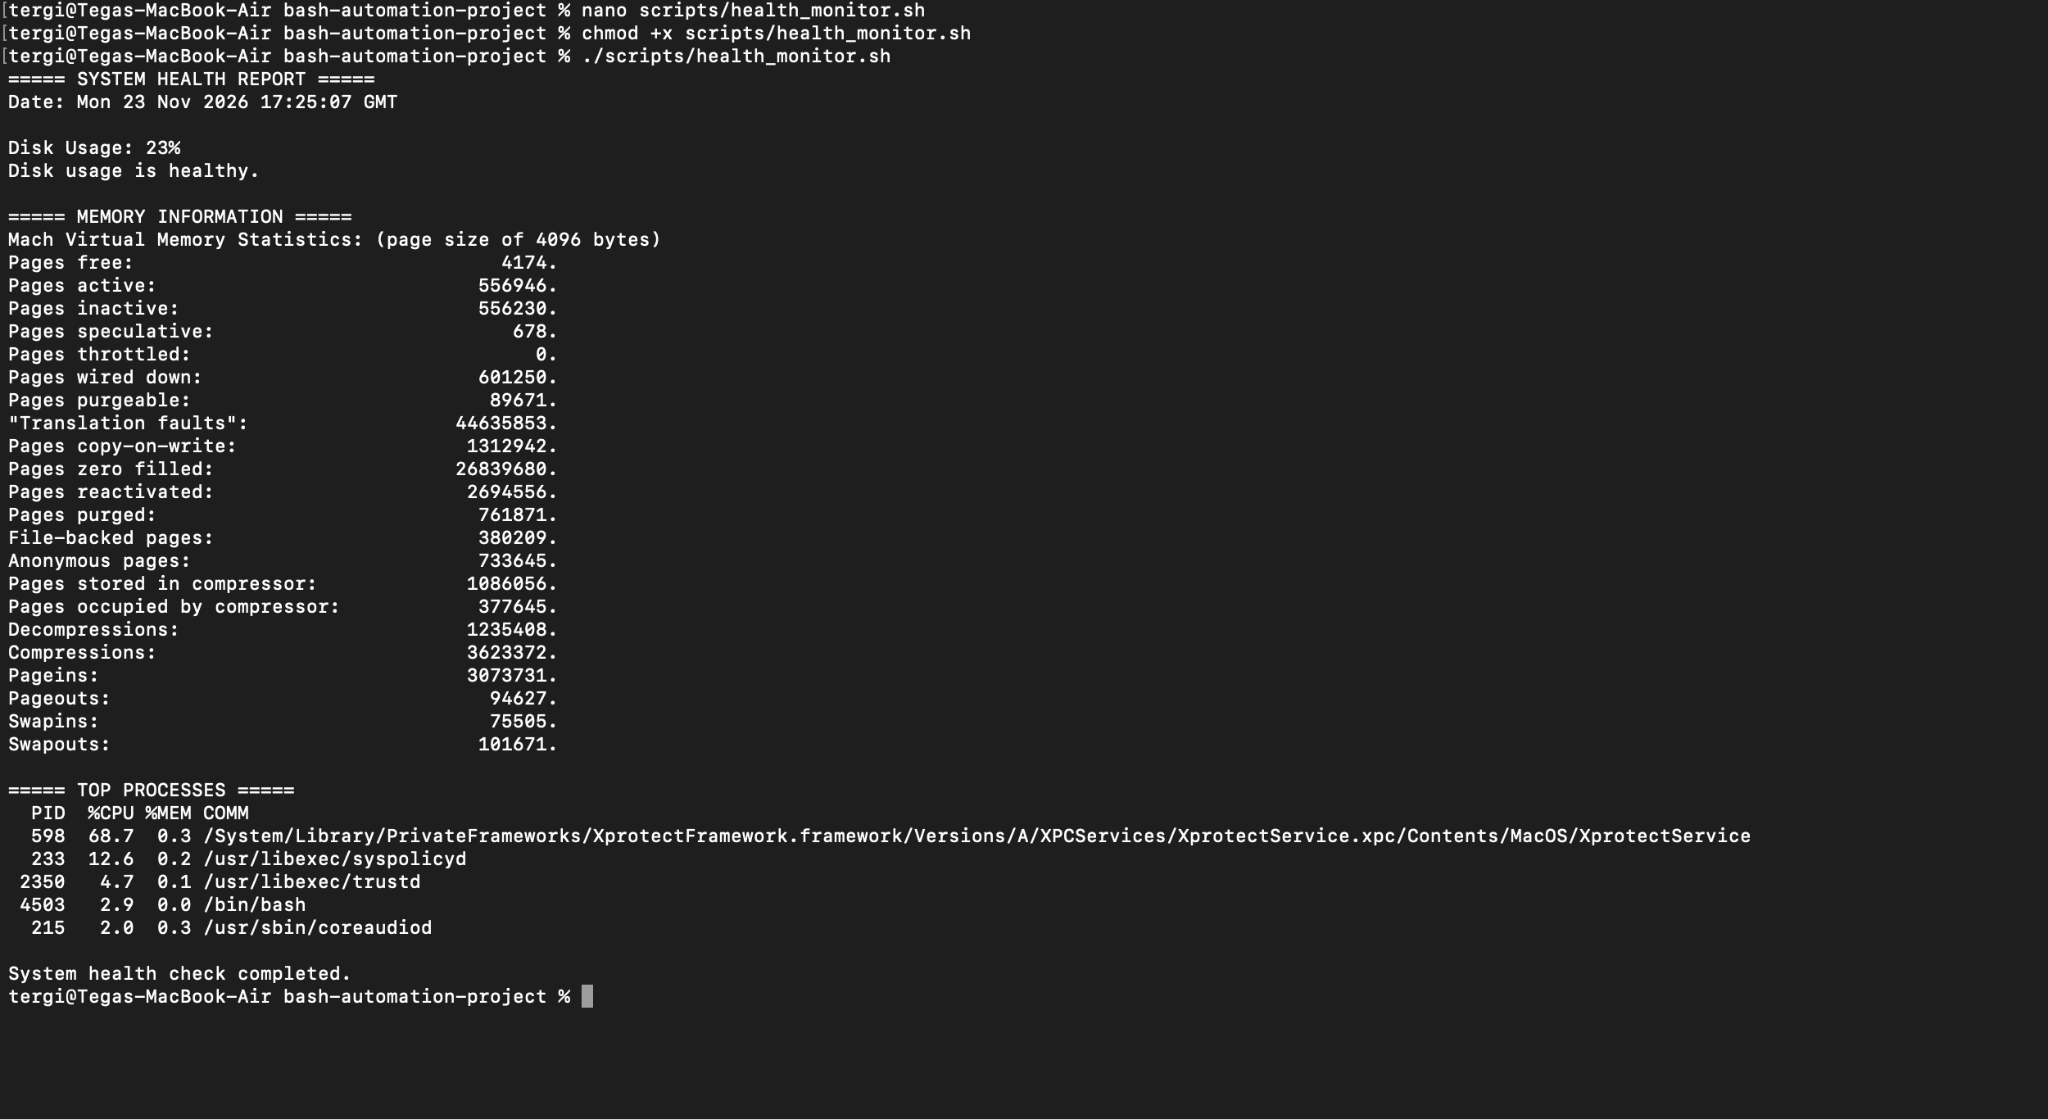 [tergi@Tegas-MacBook-Air bash-automation-project % nano scripts/health_monitor.sh
[tergi@Tegas-MacBook-Air bash-automation-project % chmod +x scripts/health_monitor.sh
[tergi@Tegas-MacBook-Air bash-automation-project % ./scripts/health_monitor.sh
===== SYSTEM HEALTH REPORT =====
Date: Mon 23 Nov 2026 17:25:07 GMT
Disk Usage: 23%
Disk usage is healthy.
===== MEMORY INFORMATION =====
Mach Virtual Memory Statistics: (page size of 4096 bytes)
Pages free: 4174.
Pages active: 556946.
Pages inactive: 556230.
Pages speculative: 678.
Pages throttled: 0.
Pages wired down: 601250.
Pages purgeable: 89671.
"Translation faults": 44635853.
Pages copy-on-write: 1312942.
Pages zero filled: 26839680.
Pages reactivated: 2694556.
Pages purged: 761871.
File-backed pages: 380209.
Anonymous pages: 733645.
Pages stored in compressor: 1086056.
Pages occupied by compressor: 377645.
Decompressions: 1235408.
Compressions: 3623372.
Pageins: 3073731.
Pageouts: 94627.
Swapins: 75505.
Swapouts: 101671.
===== TOP PROCESSES =====
PID %CPU %MEM COMM
598 68.7 0.3 /System/Library/PrivateFrameworks/XprotectFramework.framework/Versions/A/XPCServices/XprotectService.xpc/Contents/MacOS/XprotectService
233 12.6 0.2 /usr/libexec/syspolicyd
2350 4.7 0.1 /usr/libexec/trustd
4503 2.9 0.0 /bin/bash
215 2.0 0.3 /usr/sbin/coreaudiod
System health check completed.
tergi@Tegas-MacBook-Air bash-automation-project %